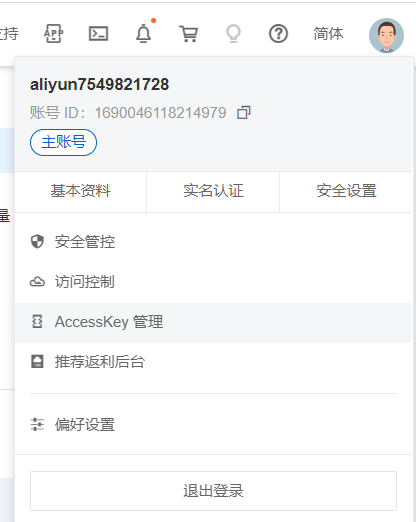 支持
APP
简体
aliyun7549821728
账号 ID：1690046118214979
主账号
基本资料 实名认证 安全设置
量
安全管控
访问控制
AccessKey 管理
推荐返利后台
偏好设置
退出登录